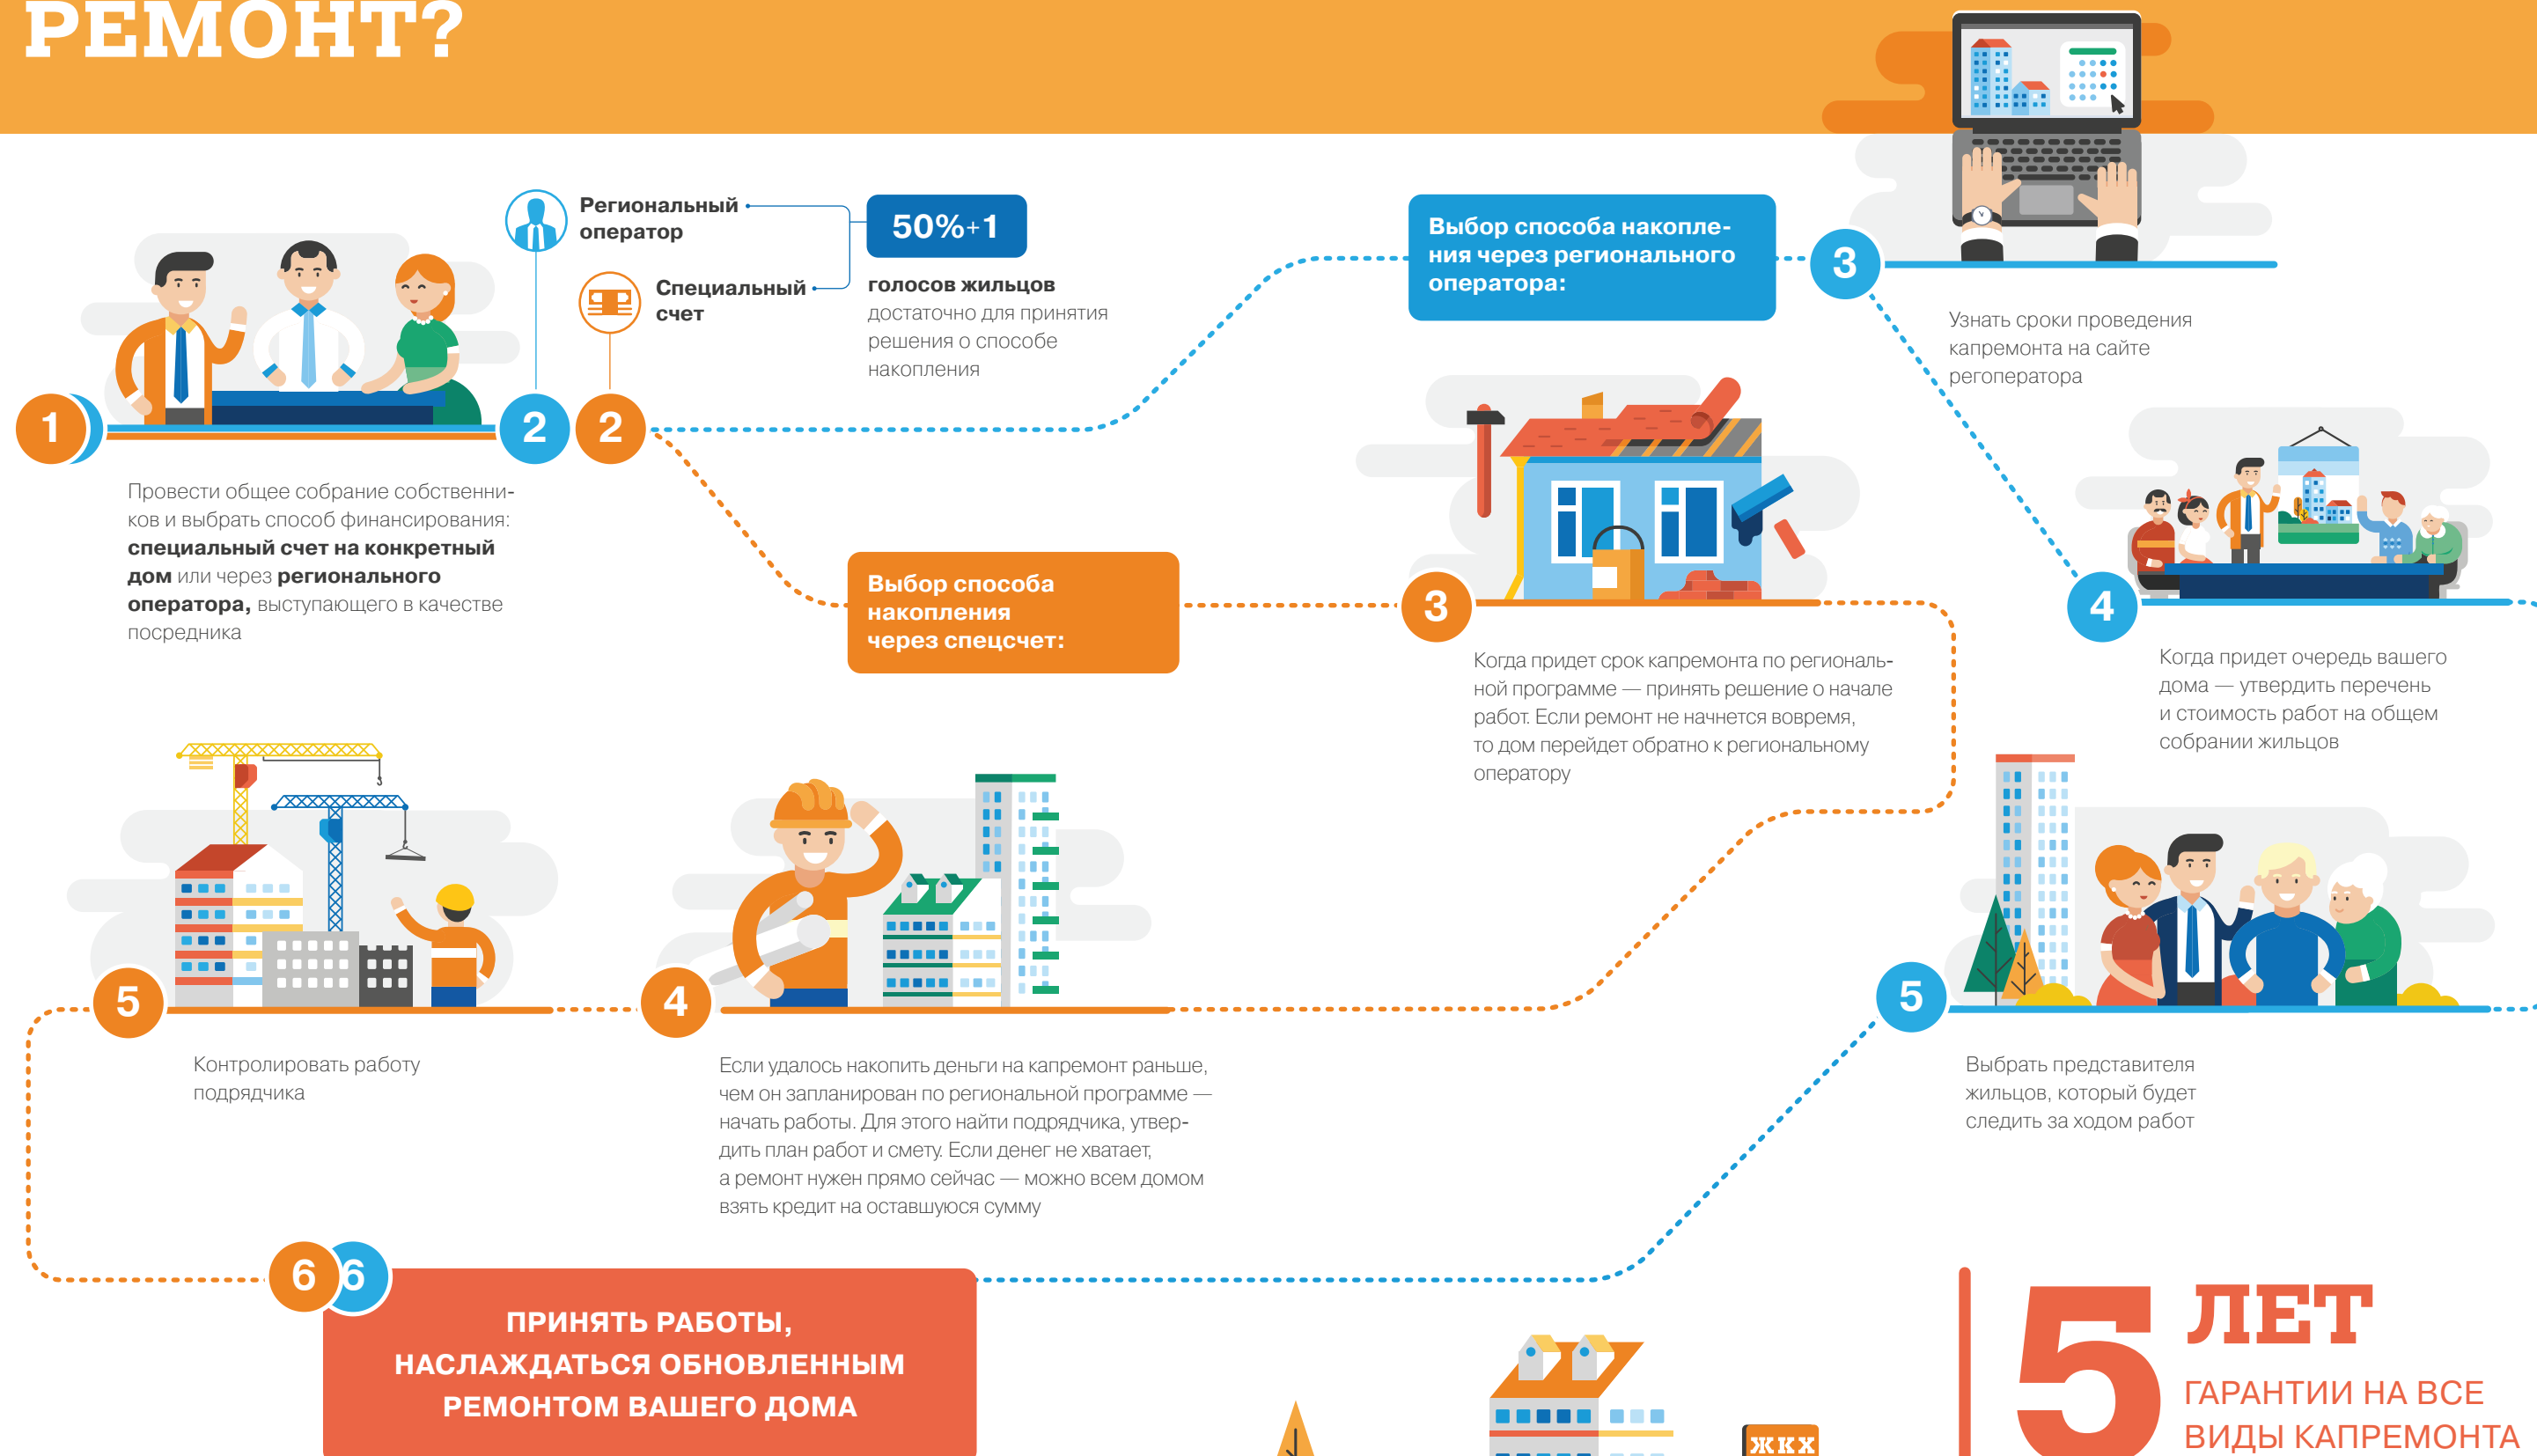 РЕМОНТ?
1
Провести общее собрание собственни-
ков и выбрать способ финансирования:
специальный счет на конкретный
дом или через регионального
оператора, выступающего в качестве
посредника
2
2
Региональный
оператор
Специальный
счет
50%+1
голосов жильцов
достаточно для принятия
решения о способе
накопления
Выбор способа накопле-
ния через регионального
оператора:
3
Узнать сроки проведения
капремонта на сайте
регоператора
4
Когда придет очередь вашего
дома — утвердить перечень
и стоимость работ на общем
собрании жильцов
Выбор способа
накопления
через спецсчет:
3
Когда придет срок капремонта по региональ-
ной программе — принять решение о начале
работ. Если ремонт не начнется вовремя,
то дом перейдет обратно к региональному
оператору
5
Контролировать работу
подрядчика
4
Если удалось накопить деньги на капремонт раньше,
чем он запланирован по региональной программе —
начать работы. Для этого найти подрядчика, утвер-
дить план работ и смету. Если денег не хватает,
а ремонт нужен прямо сейчас — можно всем домом
взять кредит на оставшуюся сумму
5
Выбрать представителя
жильцов, который будет
следить за ходом работ
6
6
ПРИНЯТЬ РАБОТЫ,
НАСЛАЖДАТЬСЯ ОБНОВЛЕННЫМ
РЕМОНТОМ ВАШЕГО ДОМА
ЖКХ
5 ЛЕТ
ГАРАНТИИ НА ВСЕ
ВИДЫ КАПРЕМОНТА